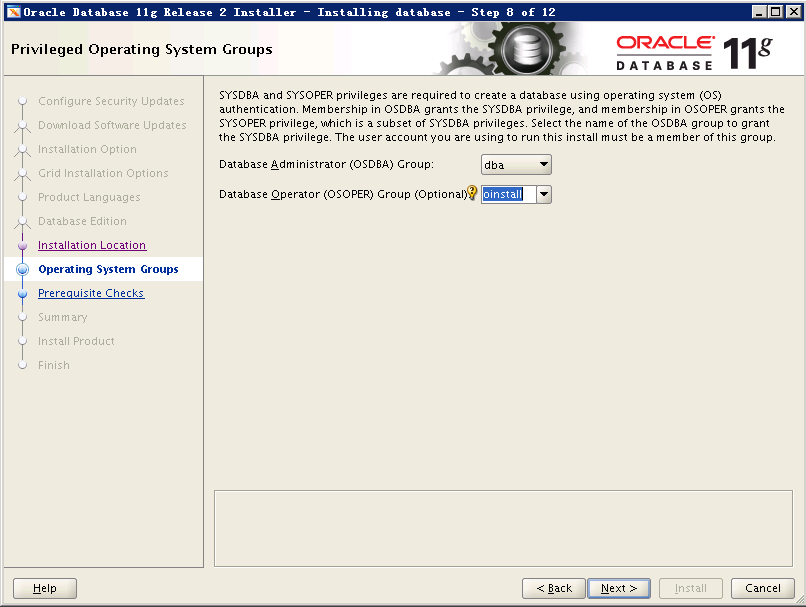 Oracle Database 11g Release 2 Installer - Installing database - Step 8 of 12
Privileged Operating System Groups
ORACLE®
DATABASE
11g
Configure Security Updates
Download Software Updates
Installation Option
Grid Installation Options
Product Languages
Database Edition
Installation Location
Operating System Groups
Prerequisite Checks
Summary
Install Product
Finish
SYSDBA and SYSOPER privileges are required to create a database using operating system (OS)
authentication. Membership in OSDBA grants the SYSDBA privilege, and membership in OSOPER grants the
SYSOPER privilege, which is a subset of SYSDBA privileges. Select the name of the OSDBA group to grant
the SYSDBA privilege. The user account you are using to run this install must be a member of this group.
Database Administrator (OSDBA) Group: dba
Database Operator (OSOPER) Group (Optional) oinstall
Help
< Back
Next >
Install
Cancel